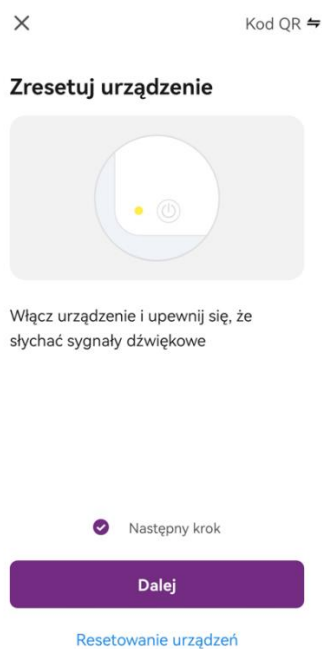 Kod QR
Zresetuj urządzenie
Włącz urządzenie i upewnij się, że
słychać sygnały dźwiękowe
Następny krok
Dalej
Resetowanie urządzeń